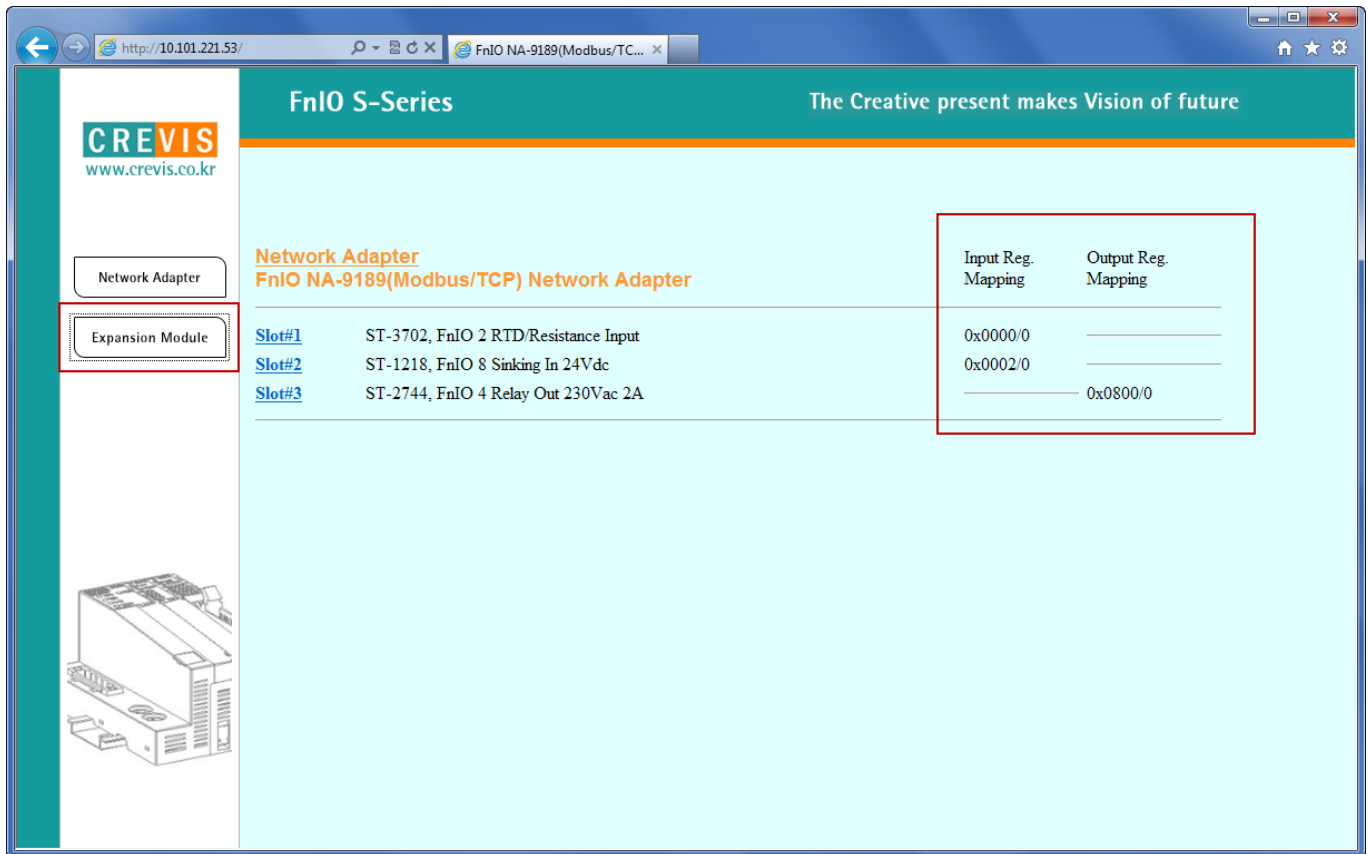 http://10.101.221.53/
FnIO NA-9189(Modbus/TC...
FnIO S-Series
The Creative present makes Vision of future
CREVIS
www.crevis.co.kr
Network Adapter
Expansion Module
Network Adapter
FnIO NA-9189(Modbus/TCP) Network Adapter
Input Reg. Mapping
Output Reg. Mapping
Slot#1 ST-3702, FnIO 2 RTD/Resistance Input 0x0000/0
Slot#2 ST-1218, FnIO 8 Sinking In 24Vdc 0x0002/0
Slot#3 ST-2744, FnIO 4 Relay Out 230Vac 2A 0x0800/0